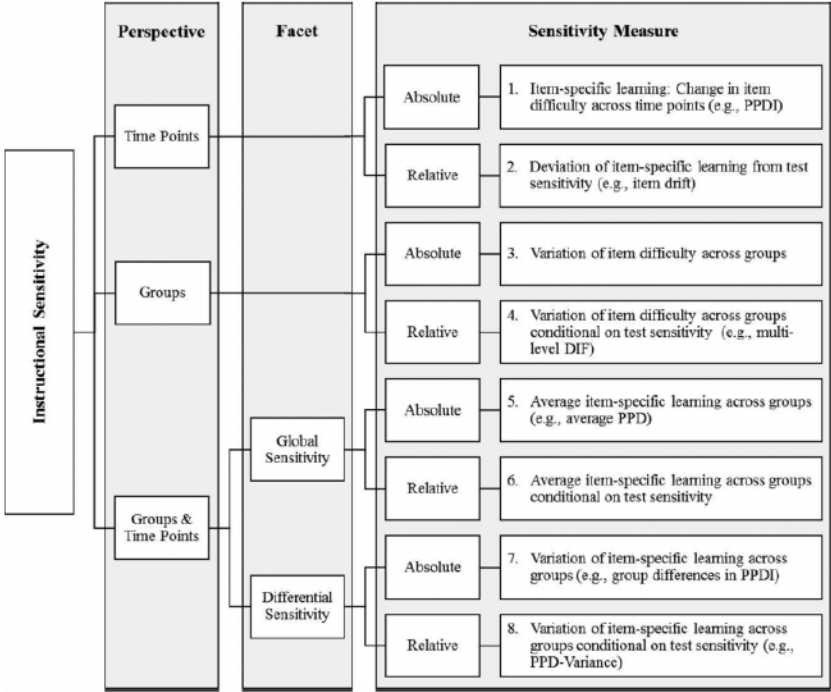 Perspective
Facet
Sensitivity Measure
Instructional Sensitivity
Time Points
Absolute
1. Item-specific learning: Change in item
difficulty across time points (e.g., PPDI)
Relative
2. Deviation of item-specific learning from test
sensitivity (e.g., item drift)
Groups
Absolute
3. Variation of item difficulty across groups
Relative
4. Variation of item difficulty across groups
conditional on test sensitivity (e.g., multi-
level DIF)
Groups &
Time Points
Global
Sensitivity
Absolute
5. Average item-specific learning across groups
(e.g., average PPD)
Relative
6. Average item-specific learning across groups
conditional on test sensitivity
Differential
Sensitivity
Absolute
7. Variation of item-specific learning across
groups (e.g., group differences in PPDI)
Relative
8. Variation of item-specific learning across
groups conditional on test sensitivity (e.g.,
PPD-Variance)